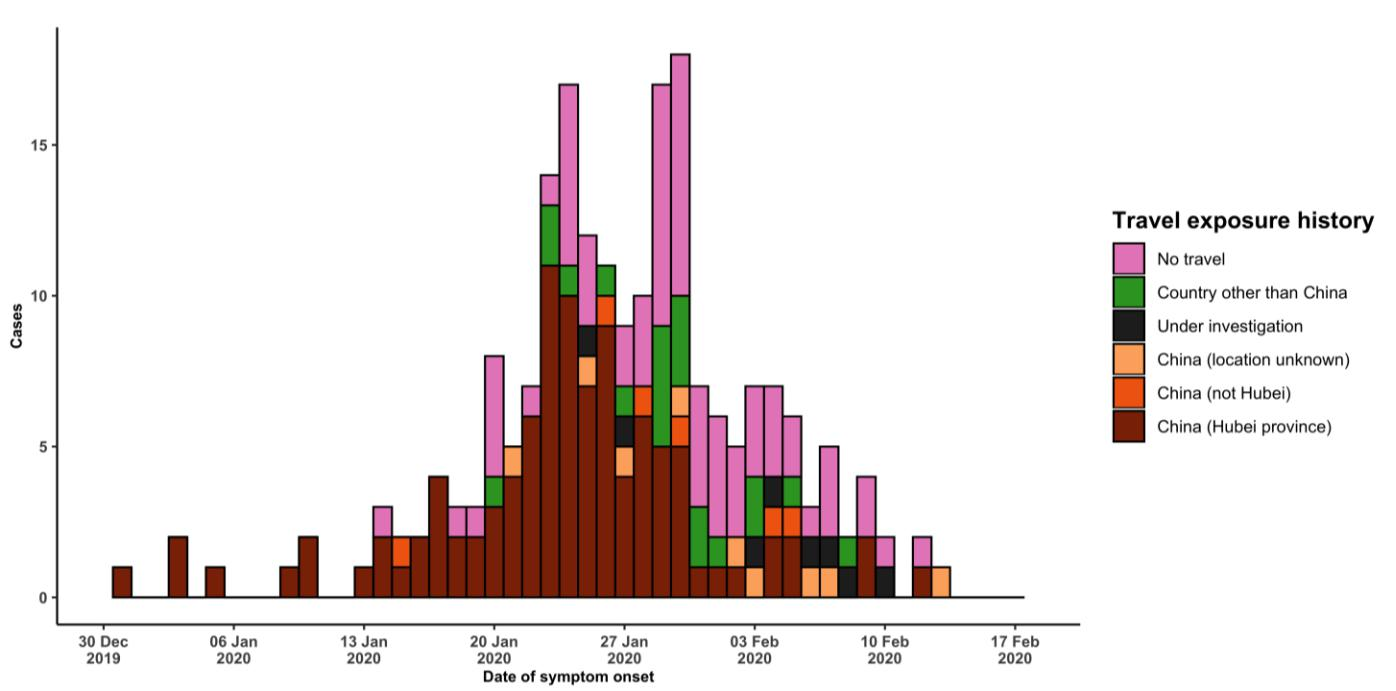 15
10
5
0
Cases
30 Dec
2019
06 Jan
2020
13 Jan
2020
20 Jan
2020
27 Jan
2020
03 Feb
2020
10 Feb
2020
17 Feb
2020
Date of symptom onset
Travel exposure history
No travel
Country other than China
Under investigation
China (location unknown)
China (not Hubei)
China (Hubei province)